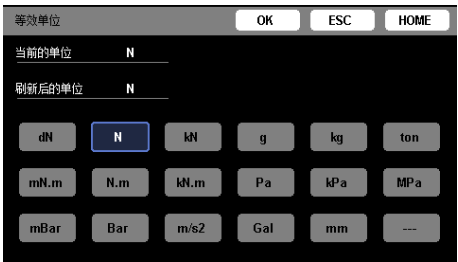 等效单位 OK ESC HOME
当前的单位 N
刷新后的单位 N
dN N kN g kg ton
mN.m N.m kN.m Pa kPa MPa
mBar Bar m/s2 Gal mm ---